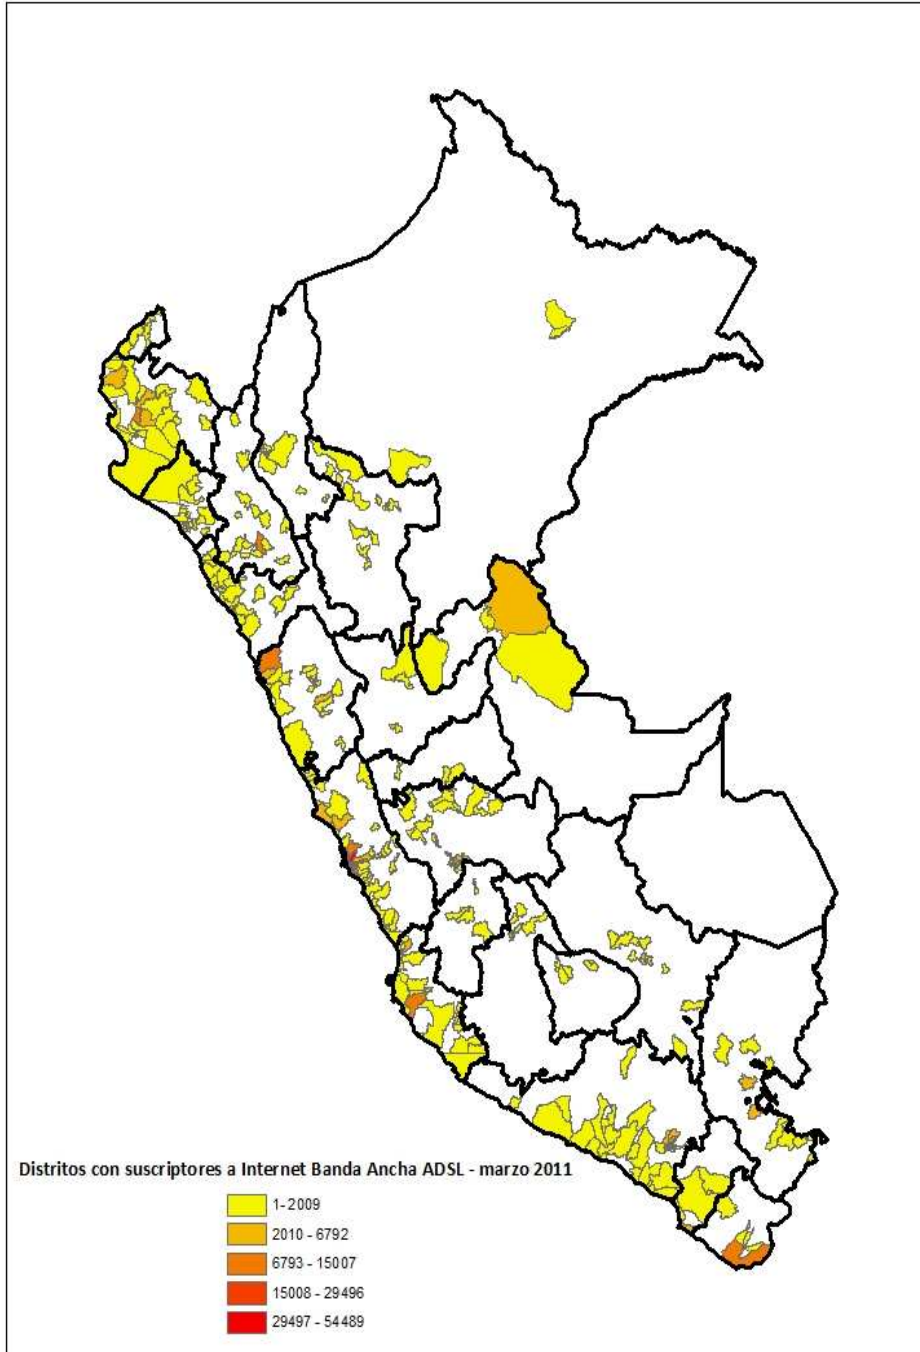 Distritos con suscriptores a Internet Banda Ancha ADSL - marzo 2011
1- 2009
2010 - 6792
6793 - 15007
15008 - 29496
29497 - 54489